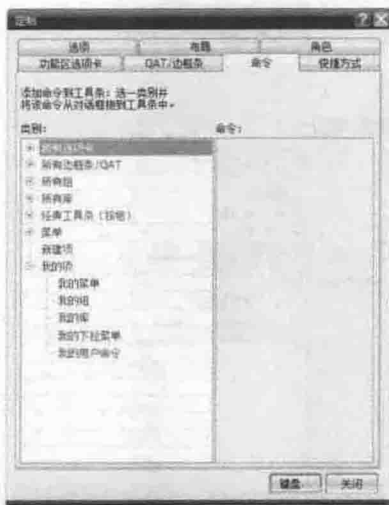 定制
选项 布局 角色
功能区选项卡 QAT/边框条 命令 快捷方式
添加命令到工具条：选一类别并
将该命令从对话框拖到工具条中。
类别： 命令：
所有选项卡
所有边框条/QAT
所有组
所有库
经典工具条（按钮）
菜单
新建项
我的项
我的菜单
我的组
我的库
我的下拉菜单
我的用户命令
键盘... 关闭